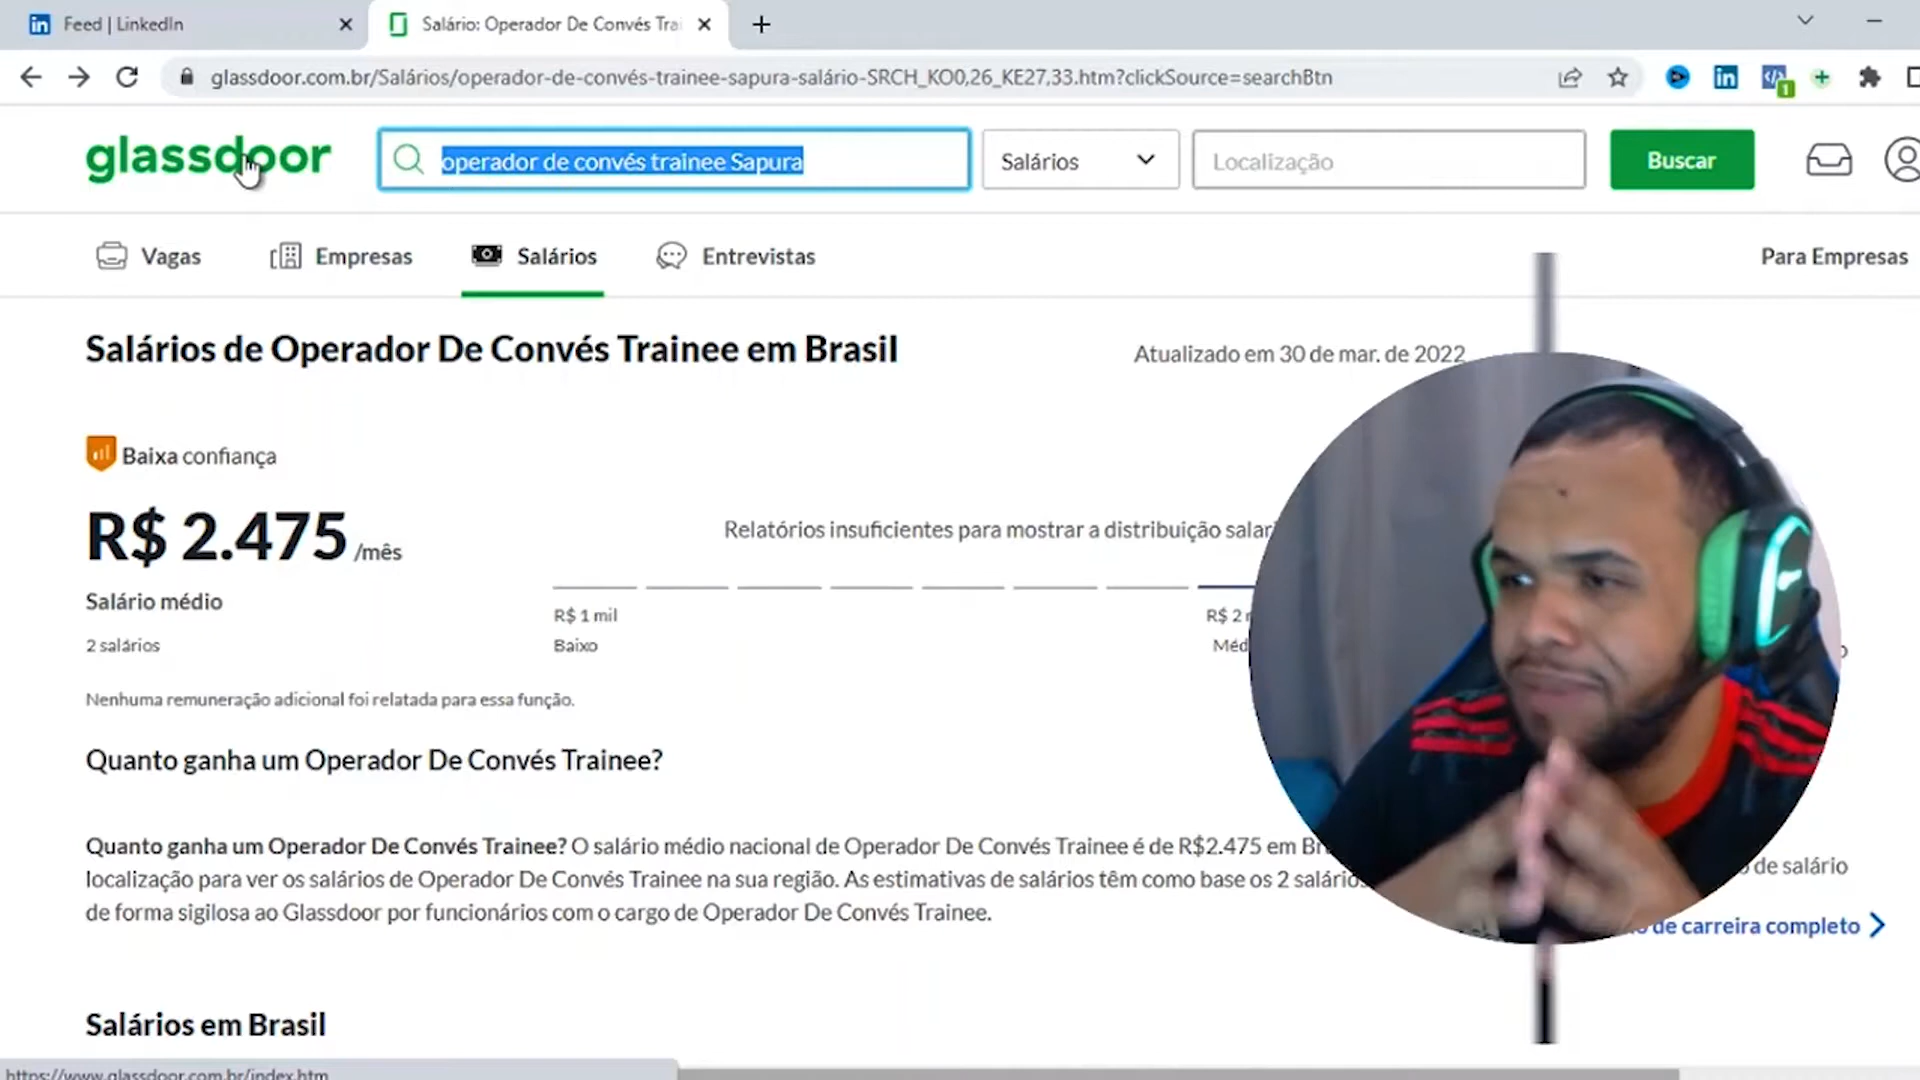 Feed | LinkedIn
Salário: Operador De Convés Tra
glassdoor.com.br/Salários/operador-de-convés-trainee-sapura-salário-SRCH_KO0,26_KE27,33.htm?clickSource=searchBtn
1
glassdoor
operador de convés trainee Sapura
Salários
Localização
Buscar
Vagas
Empresas
Salários
Entrevistas
Para Empresas
Salários de Operador De Convés Trainee em Brasil
Atualizado em 30 de mar. de 2022
Baixa confiança
R$ 2.475 /mês
Relatórios insuficientes para mostrar a distribuição salari
Salário médio
R$ 1 mil
R$ 2
2 salários
Baixo
Méd
Nenhuma remuneração adicional foi relatada para essa função.
Quanto ganha um Operador De Convés Trainee?
Quanto ganha um Operador De Convés Trainee? O salário médio nacional de Operador De Convés Trainee é de R$2.475 em Br
de salário
localização para ver os salários de Operador De Convés Trainee na sua região. As estimativas de salários têm como base os 2 salários
de forma sigilosa ao Glassdoor por funcionários com o cargo de Operador De Convés Trainee.
de carreira completo
Salários em Brasil
https://www.glassdoor.com.br/index.htm